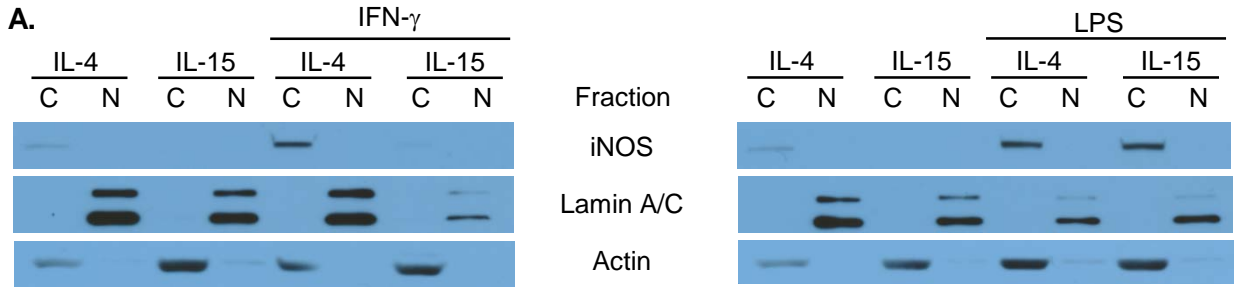 A.
IFN-γ
LPS
IL-4 IL-15 IL-4 IL-15
IL-4 IL-15 IL-4 IL-15
C N C N C N C N Fraction C N C N C N C N
iNOS
Lamin A/C
Actin